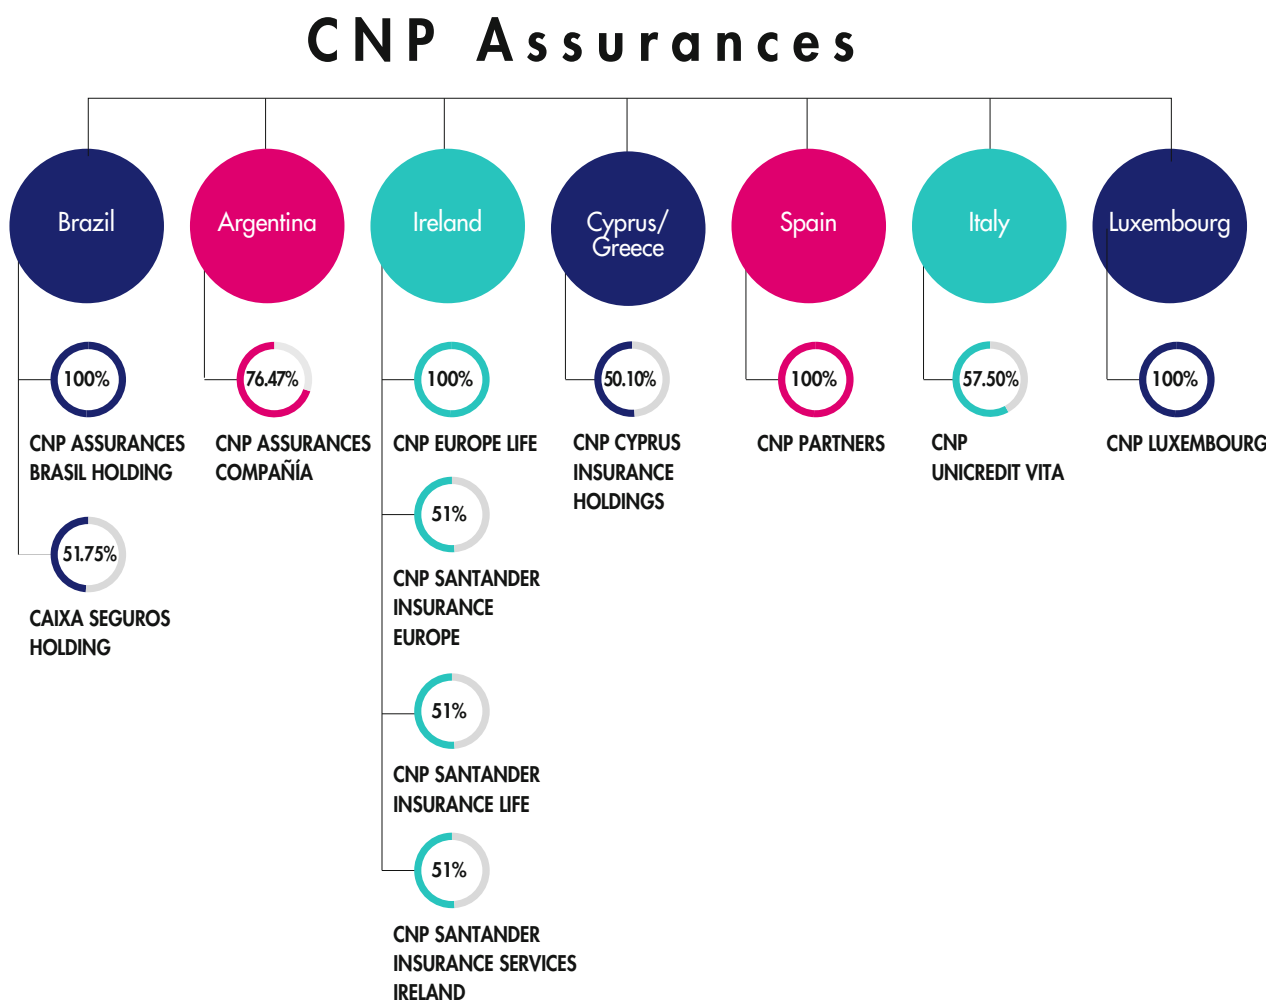 CNP Assurances
Brazil
Argentina
Ireland
Cyprus/
Greece
Spain
Italy
Luxembourg
100%
CNP ASSURANCES
BRASIL HOLDING
51.75%
CAIXA SEGUROS
HOLDING
76.47%
CNP ASSURANCES
COMPAÑÍA
100%
CNP EUROPE LIFE
51%
CNP SANTANDER
INSURANCE
EUROPE
51%
CNP SANTANDER
INSURANCE LIFE
51%
CNP SANTANDER
INSURANCE SERVICES
IRELAND
50.10%
CNP CYPRUS
INSURANCE
HOLDINGS
100%
CNP PARTNERS
57.50%
CNP
UNICREDIT VITA
100%
CNP LUXEMBOURG